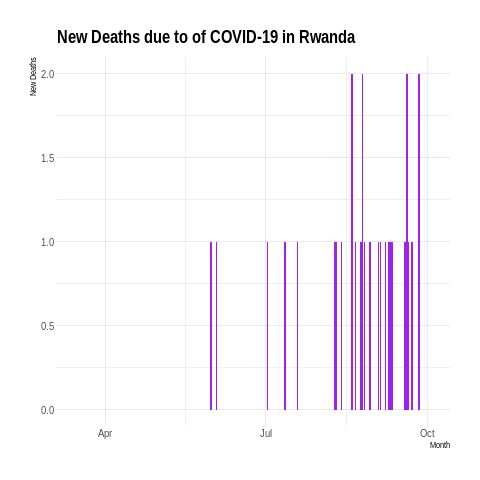 New Deaths due to of COVID-19 in Rwanda
New Deaths
2.0
1.5
1.0
0.5
0.0
Apr
Jul
Oct
Month